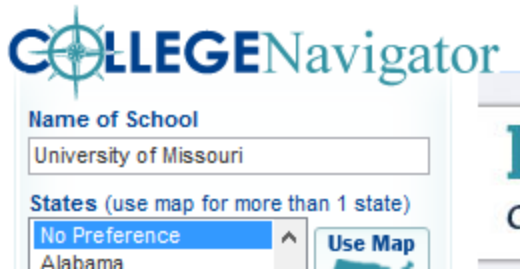 COLLEGENavigator
Name of School
University of Missouri
States (use map for more than 1 state)
No Preference
Use Map
Alabama